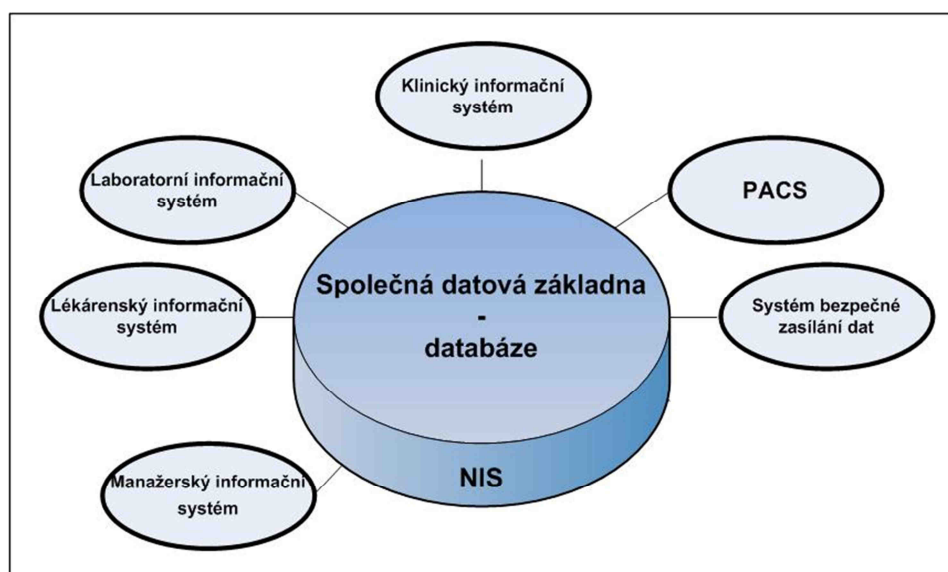 Klinický informační
systém
Laboratorní informační
systém
PACS
Společná datová základna
-
databáze
Lékárenský informační
systém
Systém bezpečné
zasílání dat
NIS
Manažerský informační
systém